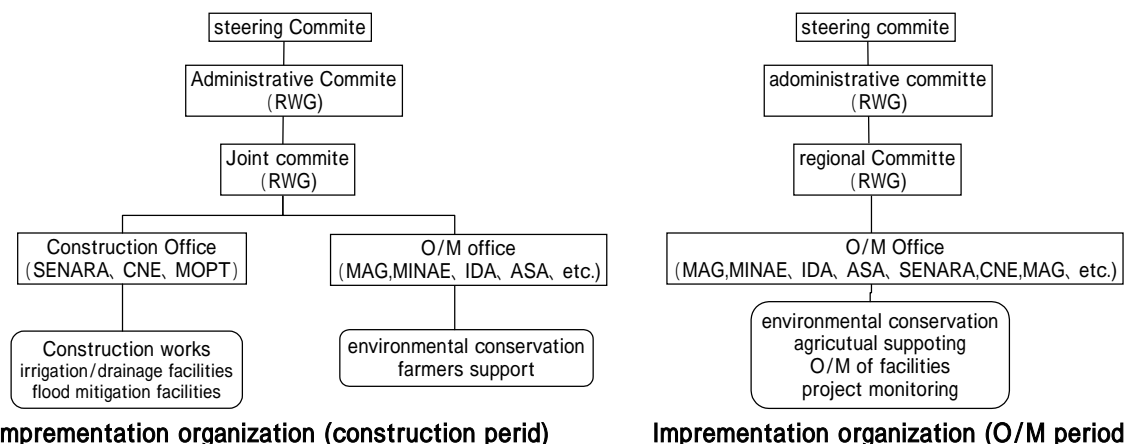 steering Commite
Administrative Commite
(RWG)
Joint commite
(RWG)
Construction Office
(SENARA、CNE、MOPT)
O/M office
(MAG,MINAE、IDA、ASA、etc.)
Construction works
irrigation/drainage facilities
flood mitigation facilities
environmental conservation
farmers support
mprementation organization (construction perid)
steering commite
adoministrative committe
(RWG)
regional Committe
(RWG)
O/M Office
(MAG,MINAE、IDA、ASA、SENARA,CNE,MAG、etc.)
environmental conservation
agricutual suppoting
O/M of facilities
project monitoring
Imprementation organization (O/M period